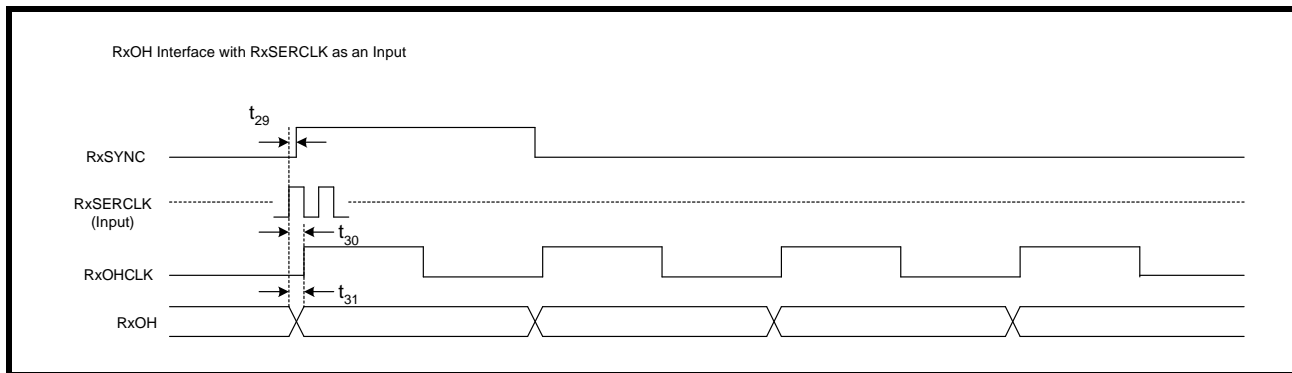 RxOH Interface with RxSERCLK as an Input
t29
RxSYNC
RxSERCLK
(Input)
t30
RxOHCLK
t31
RxOH